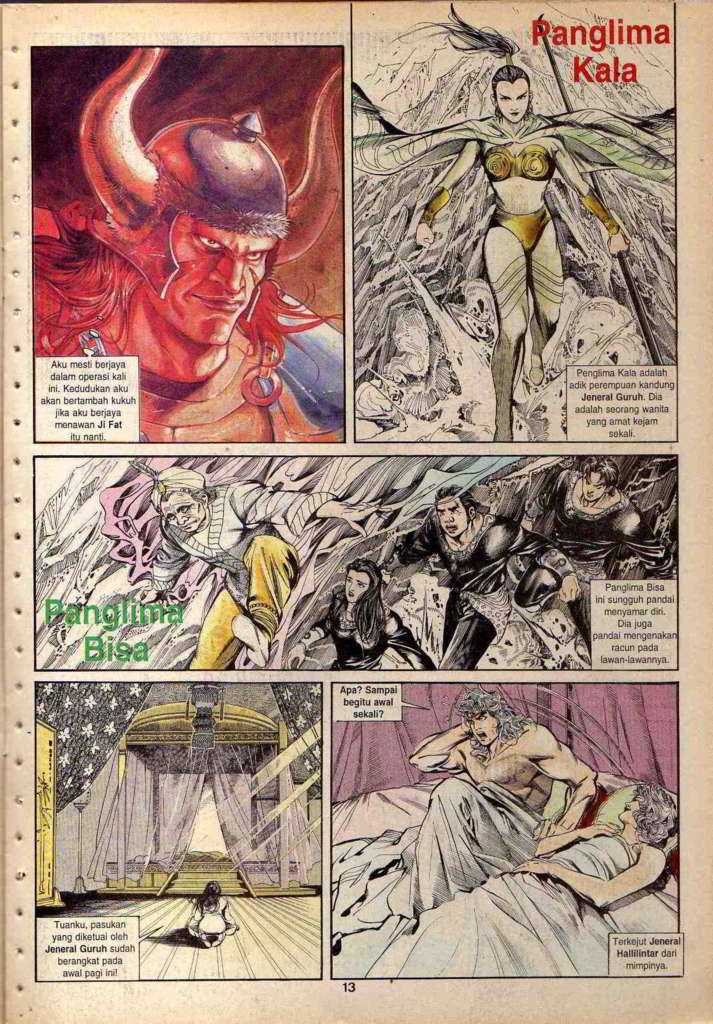 Aku mesti berjaya
dalam operasi kali
ini. Kedudukan aku
akan bertambah kukuh
jika aku berjaya
menawan Ji Fat
itu nanti.
Panglima
Kala
Penglima Kala adalah
adik perempuan kandung
Jeneral Guruh. Dia
adalah seorang wanita
yang amat kejam
sekali.
Panglima
Bisa
Panglima Bisa
ini sungguh pandai
menyamar diri.
Dia juga
pandai mengenakan
racun pada
lawan-lawannya.
Tuanku, pasukan
yang diketuai oleh
Jeneral Guruh sudah
berangkat pada
awal pagi ini!
Apa? Sampai
begitu awal
sekali?
Terkejut Jeneral
Hallilintar dari
mimpinya.
13